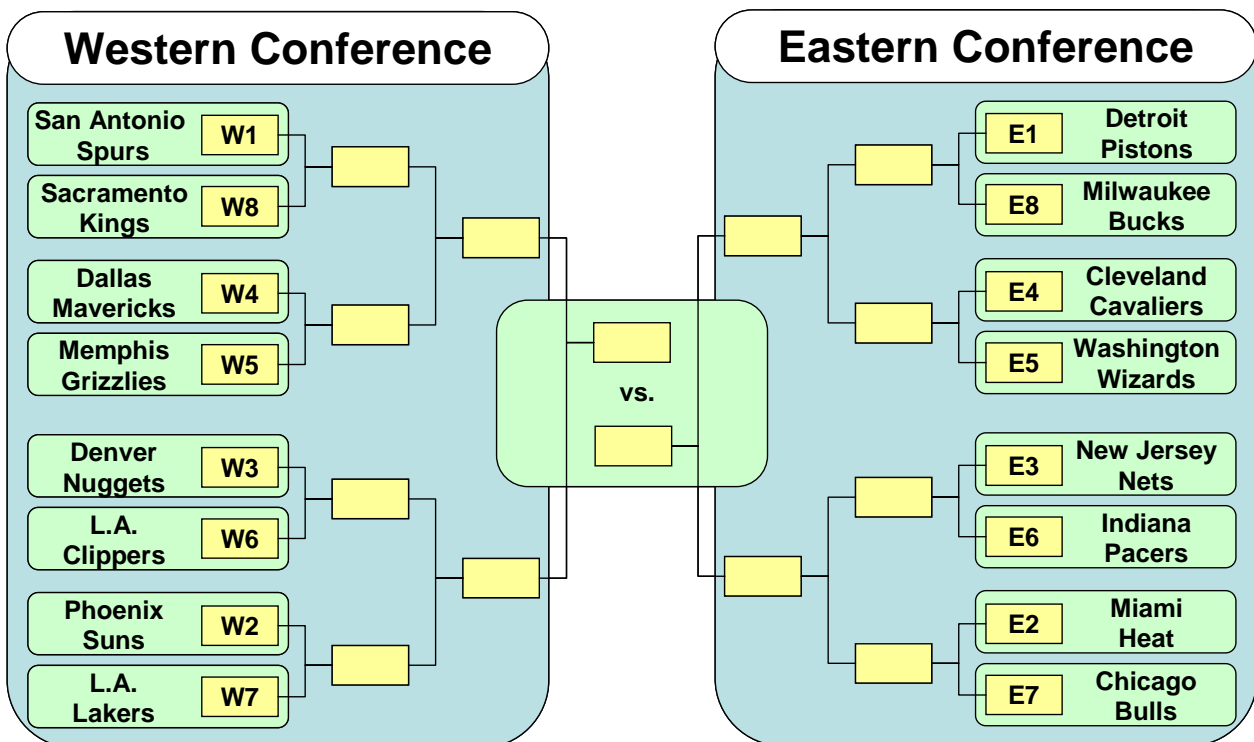 Western Conference
San Antonio
Spurs
W1
Sacramento
Kings
W8
Dallas
Mavericks
W4
Memphis
Grizzlies
W5
Denver
Nuggets
W3
L.A.
Clippers
W6
Phoenix
Suns
W2
L.A.
Lakers
W7
vs.
Eastern Conference
E1
Detroit
Pistons
E8
Milwaukee
Bucks
E4
Cleveland
Cavaliers
E5
Washington
Wizards
E3
New Jersey
Nets
E6
Indiana
Pacers
E2
Miami
Heat
E7
Chicago
Bulls